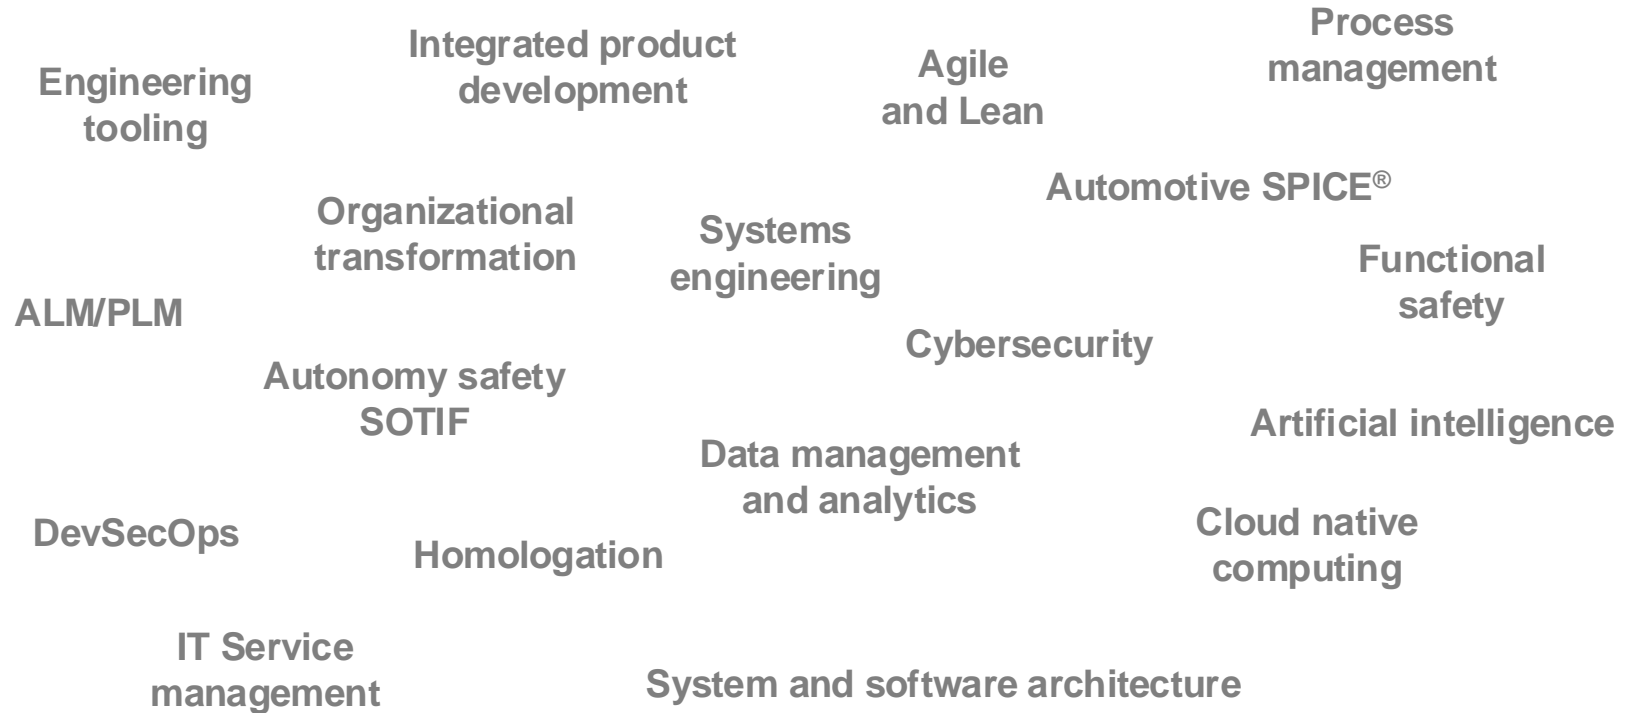 Process
management
Integrated product
development
Agile
and Lean
Engineering
tooling
Automotive SPICE®
Organizational
transformation
Systems
engineering
Functional
safety
ALM/PLM
Cybersecurity
Autonomy safety
SOTIF
Artificial intelligence
Data management
and analytics
Cloud native
computing
DevSecOps
Homologation
IT Service
management
System and software architecture